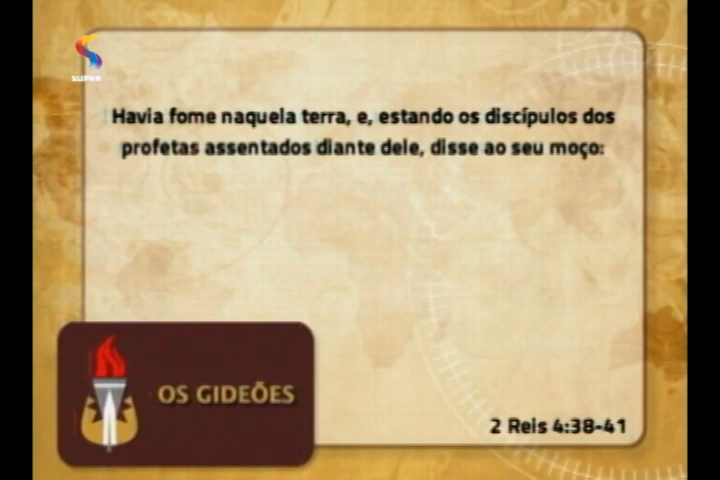 SUPER
Havia fome naquela terra, e, estando os discípulos dos
profetas assentados diante dele, disse ao seu moço:
OS GIDEÕES
2 Reis 4:38-41